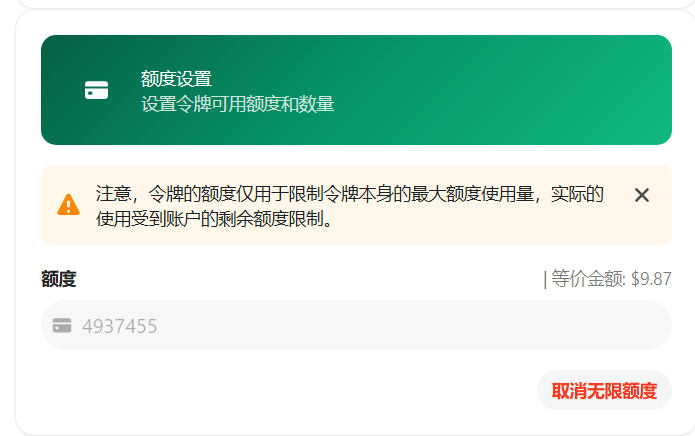 额度设置
设置令牌可用额度和数量
注意，令牌的额度仅用于限制令牌本身的最大额度使用量，实际的
使用受到账户的剩余额度限制。
额度 | 等价金额: $9.87
4937455
取消无限额度